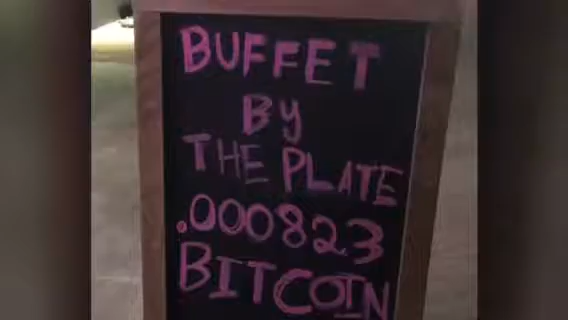 BUFFET
BY
THE PLATE
.000823
BITCOIN